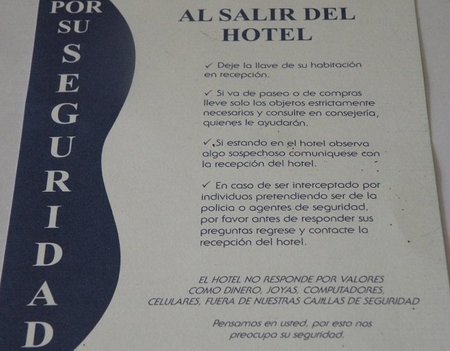 POR
SU
SEGURIDAD
AL SALIR DEL
HOTEL
✓ Deje la llave de su habitación
en recepción.
✓ Si va de paseo o de compras
lleve solo los objetos estrictamente
necesarios y consulte en consejería,
quienes le ayudarán.
✓ Si estando en el hotel observa
algo sospechoso comuniquese con
la recepción del hotel.
✓ En caso de ser interceptado por
individuos pretendiendo ser de la
policia o agentes de seguridad,
por favor antes de responder sus
preguntas regrese y contacte la
recepción del hotel.
EL HOTEL NO RESPONDE POR VALORES
COMO DINERO, JOYAS, COMPUTADORES,
CELULARES, FUERA DE NUESTRAS CAJILLAS DE SEGURIDAD
Pensamos en usted, por esto nos
preocupa su seguridad.